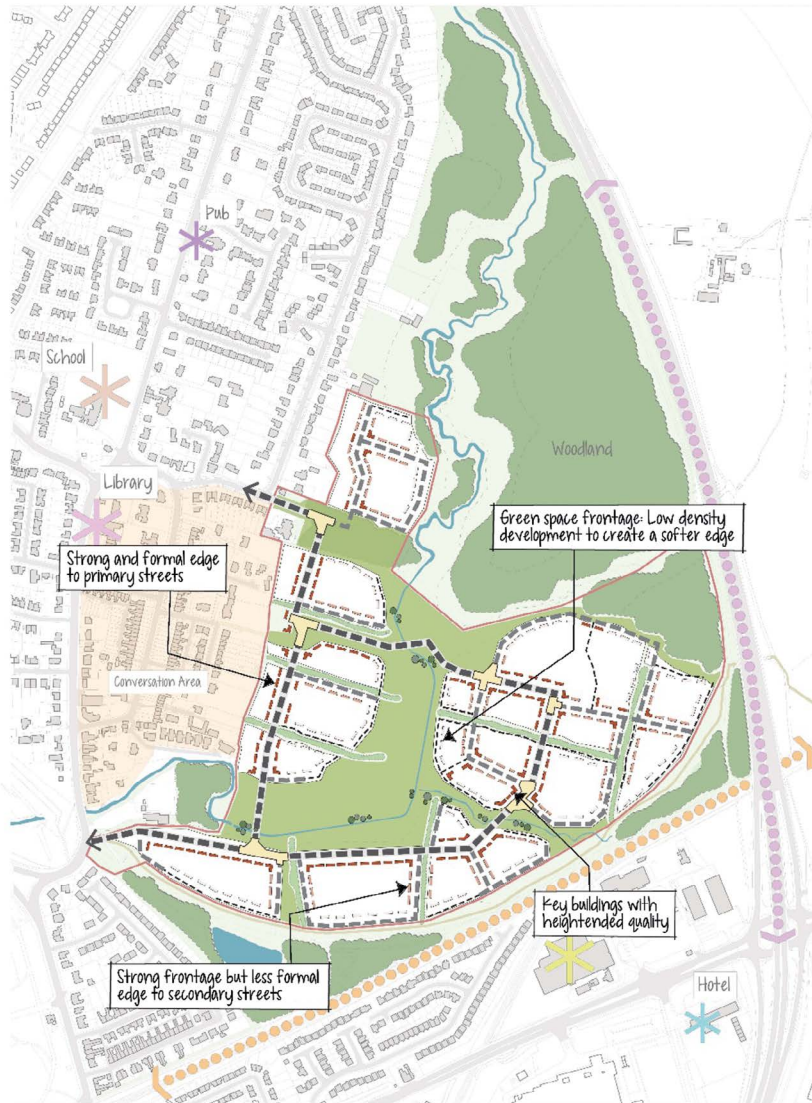 Pub
School
Woodland
Library
Green space frontage: Low density
development to create a softer edge
Strong and formal edge
to primary streets
Conversation Area
Key buildings with
heightended quality
Strong frontage but less formal
edge to secondary streets
Hotel